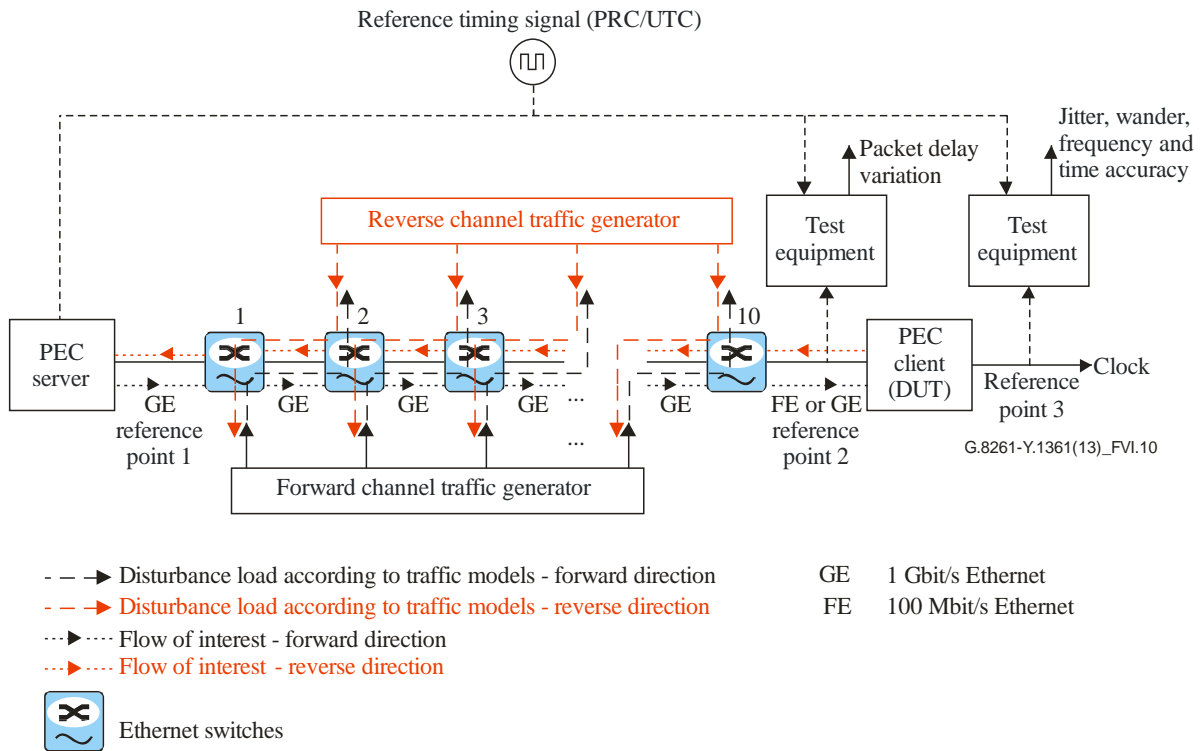 Reference timing signal (PRC/UTC)
Jitter, wander,
frequency and
time accuracy
Packet delay
variation
Reverse channel traffic generator
Test
equipment
Test
equipment
1
2
3
10
PEC
server
PEC
client
(DUT)
Clock
GE
GE
GE
GE
...
GE
FE or GE
Reference
point 3
reference
point 1
...
reference
point 2
G.8261-Y.1361(13)_FVI.10
Forward channel traffic generator
Disturbance load according to traffic models - forward direction
GE 1 Gbit/s Ethernet
Disturbance load according to traffic models - reverse direction
FE 100 Mbit/s Ethernet
Flow of interest - forward direction
Flow of interest - reverse direction
Ethernet switches